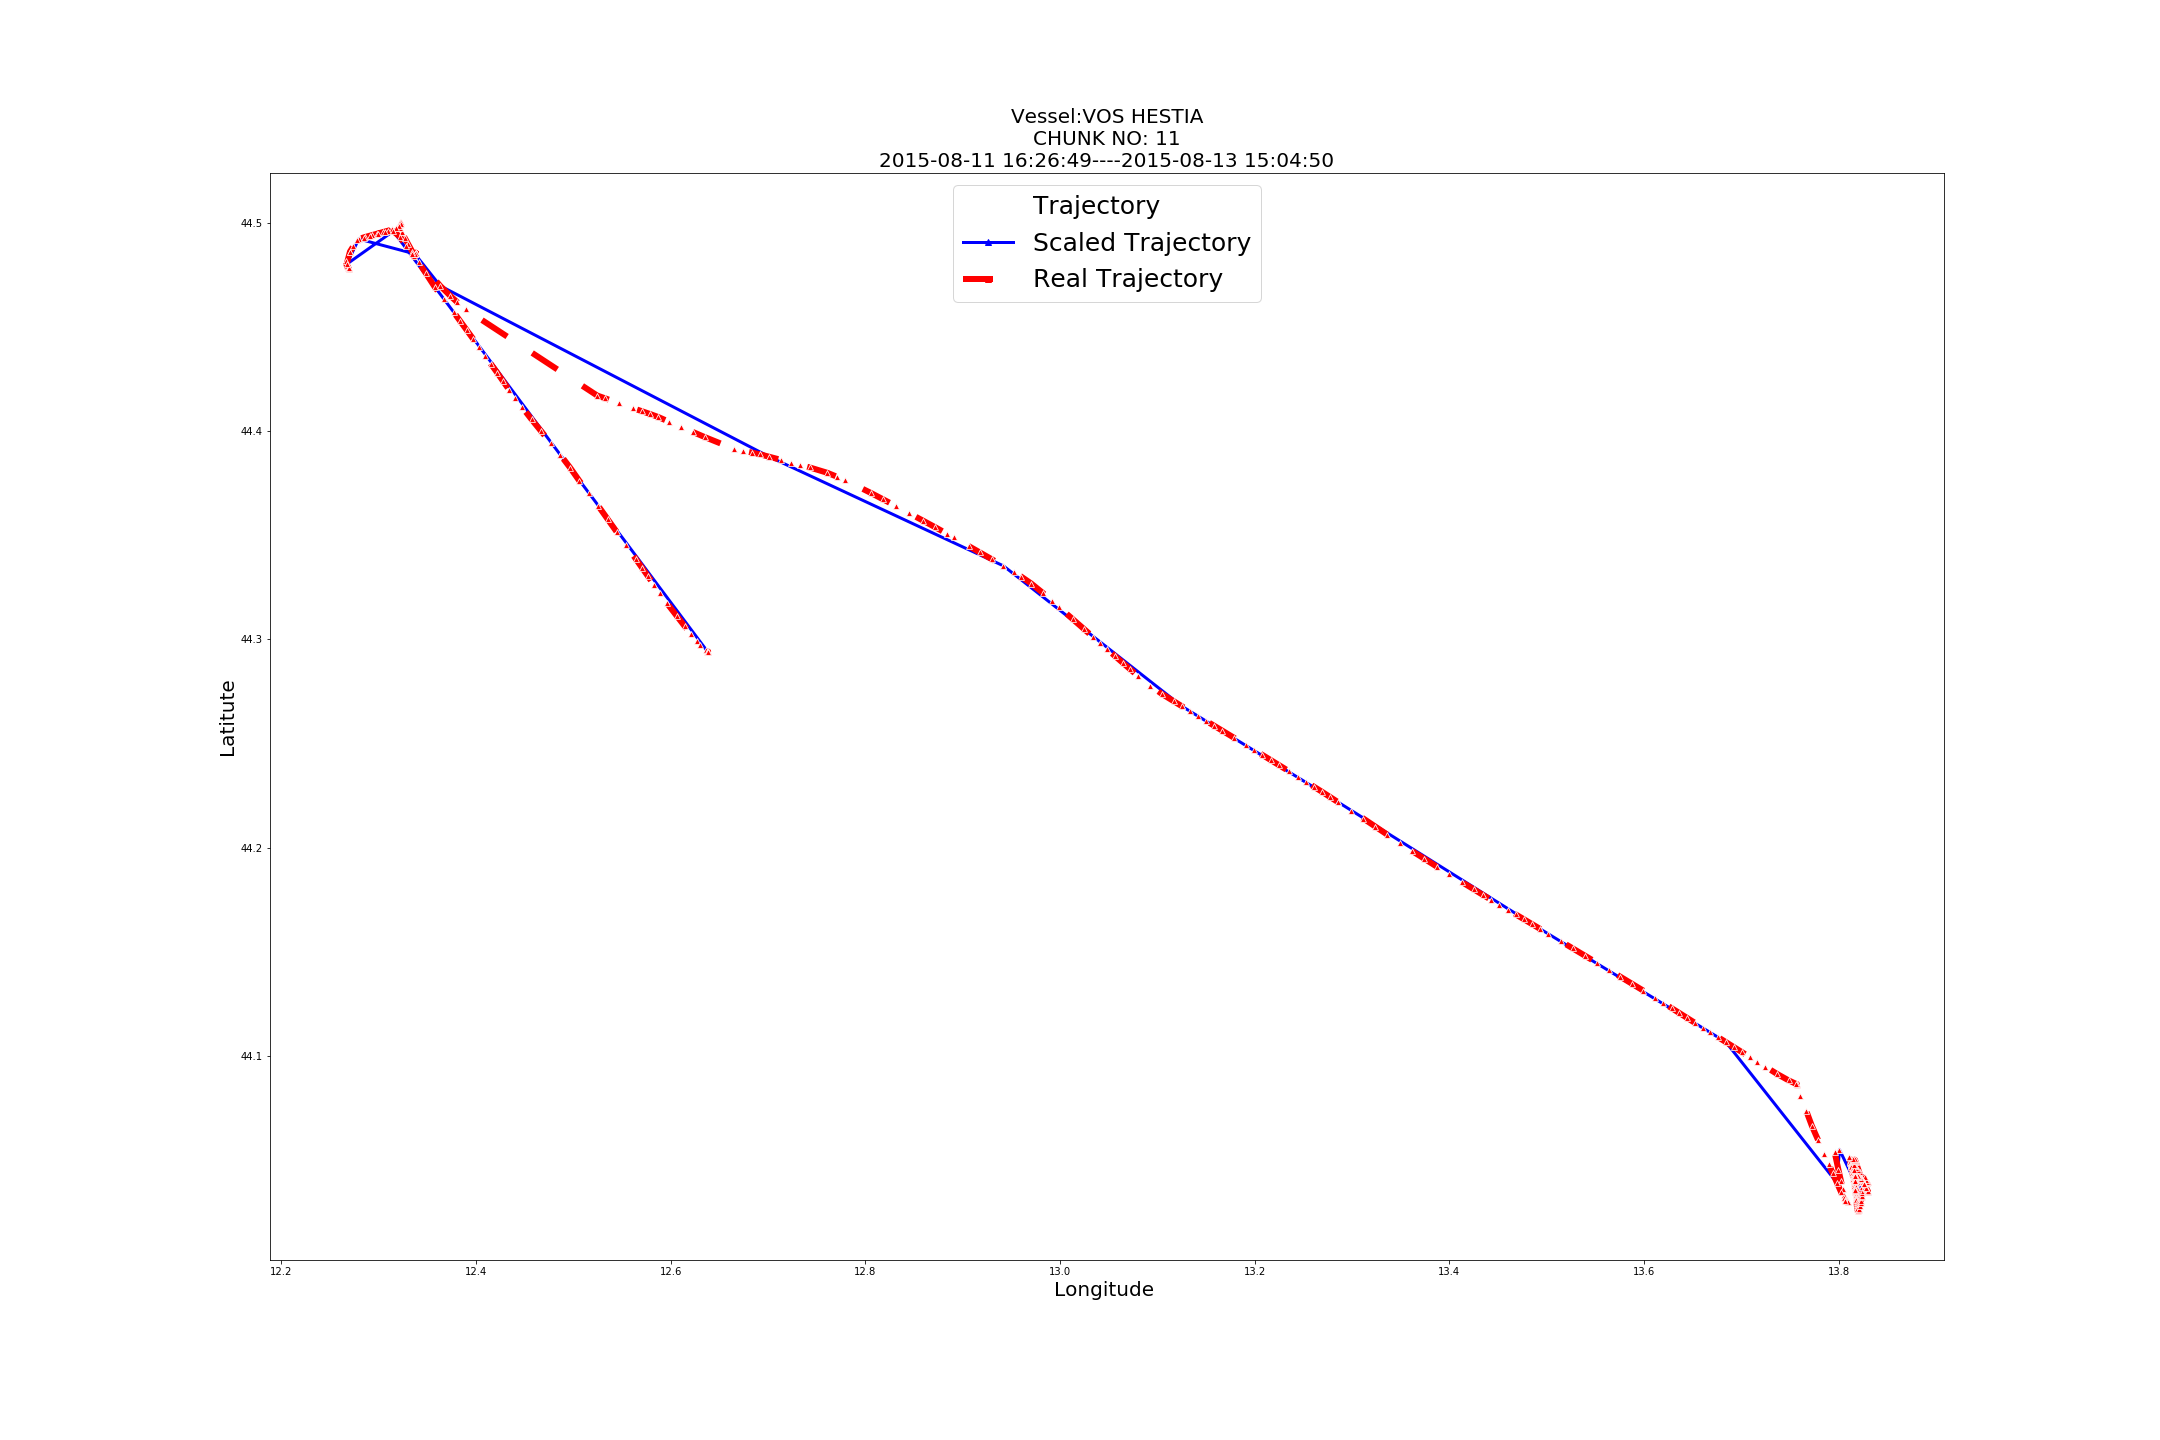 Vessel:VOS HESTIA
CHUNK NO: 11
2015-08-11 16:26:49----2015-08-13 15:04:50
Trajectory
Scaled Trajectory
Real Trajectory
44.5
44.4
44.3
44.2
44.1
Latitute
12.2 12.4 12.6 12.8 13.0 13.2 13.4 13.6 13.8
Longitude